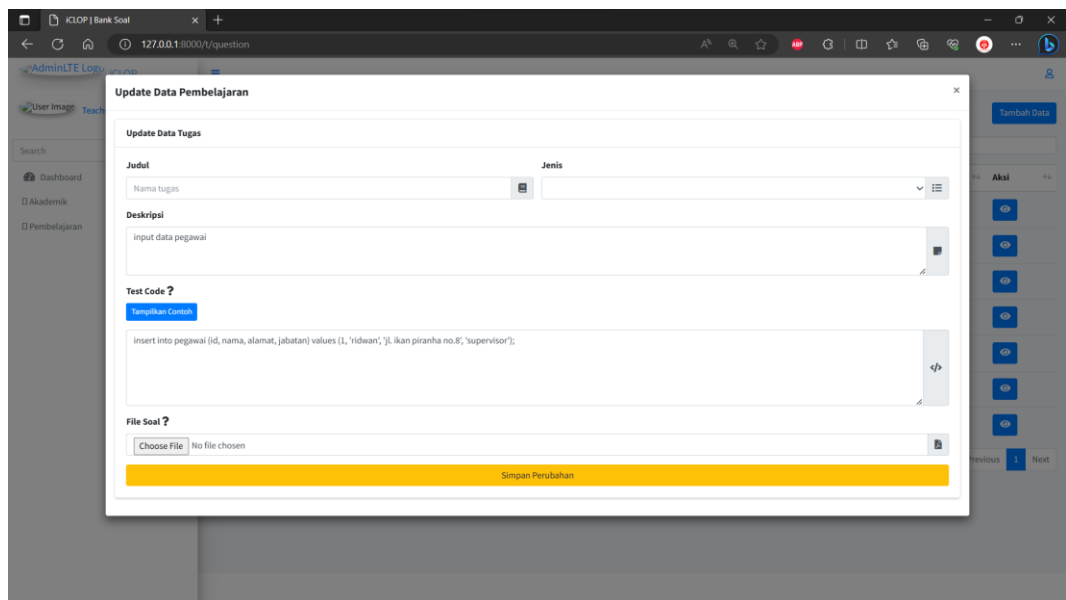 iCLOP | Bank Soal
127.0.0.1:8000/t/question
AdminLTE Logo iCLOP
Update Data Pembelajaran
User Image Teach
Tambah Data
Update Data Tugas
Search
Judul
Jenis
Dashboard
Aksi
Nama tugas
Akademik
Deskripsi
Pembelajaran
input data pegawai
Test Code ?
Tampilkan Contoh
insert into pegawai (id, nama, alamat, jabatan) values (1, 'ridwan', 'jl. ikan piranha no.8', 'supervisor');
</>
File Soal ?
Choose File No file chosen
Previous 1 Next
Simpan Perubahan